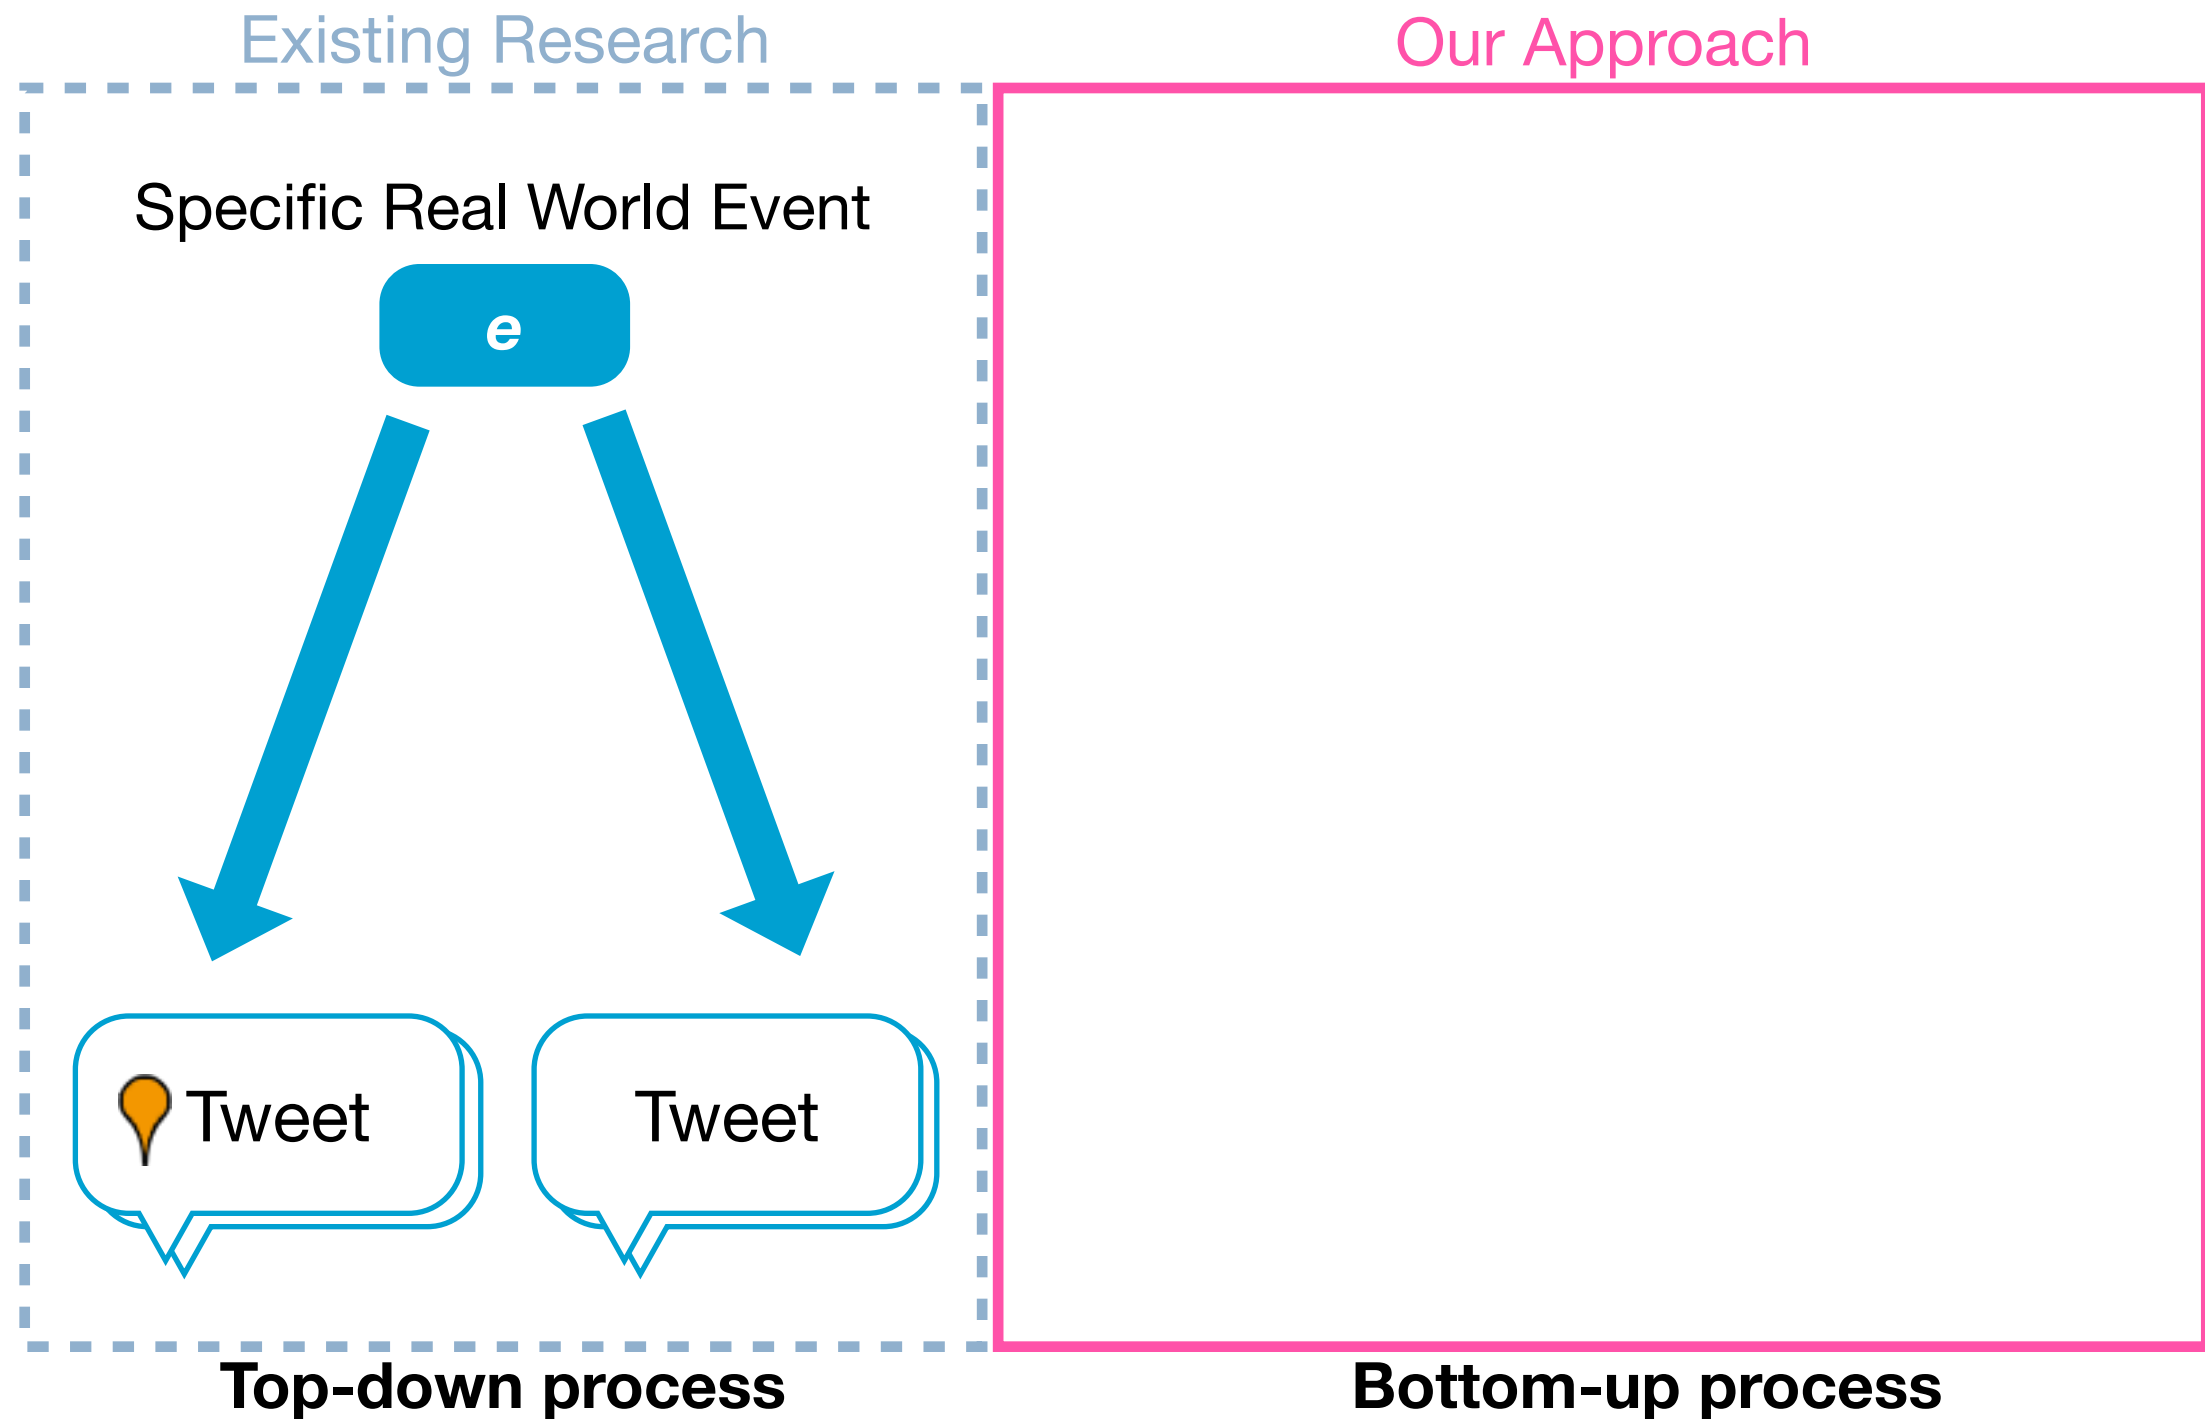 Existing Research
Our Approach
Specific Real World Event
e
Tweet
Tweet
Top-down process
Bottom-up process